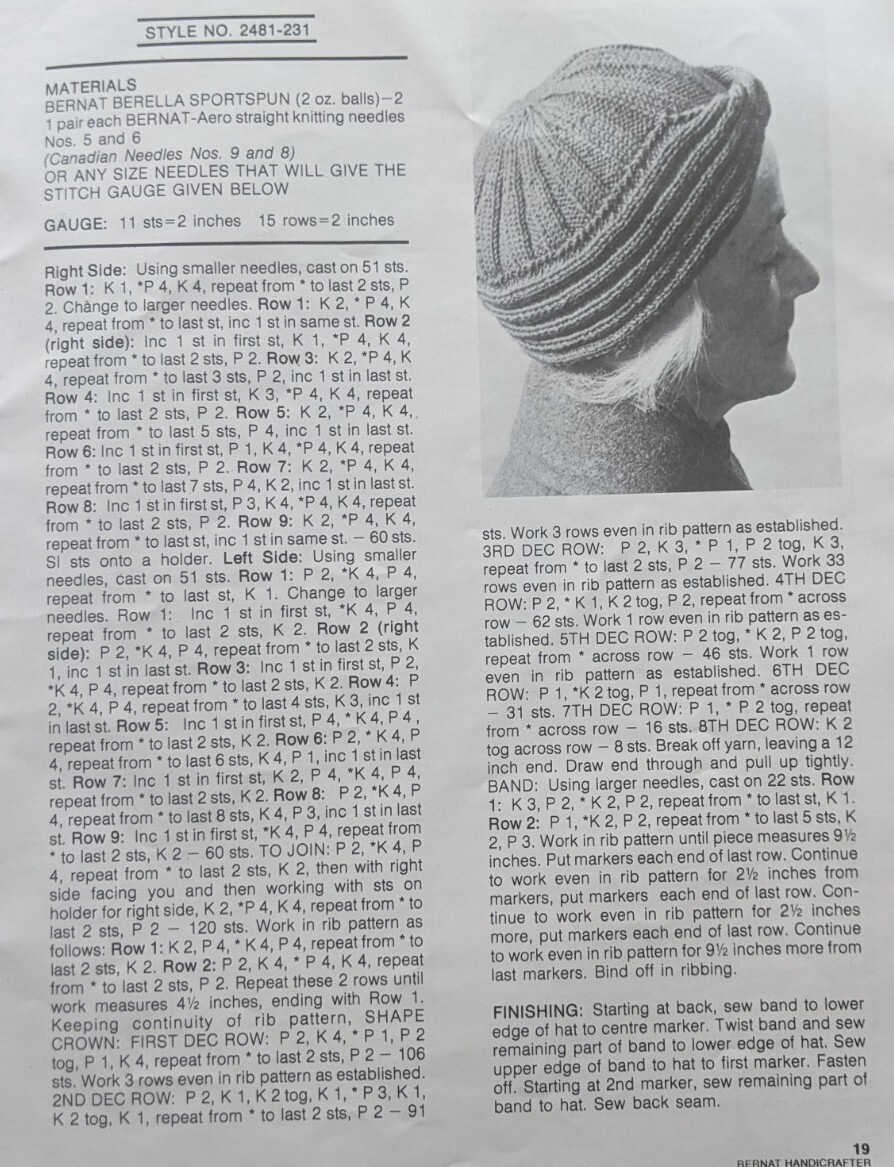 STYLE NO. 2481-231
MATERIALS
BERNAT BERELLA SPORTSPUN (2 oz. balls)—2
1 pair each BERNAT-Aero straight knitting needles
Nos. 5 and 6
(Canadian Needles Nos. 9 and 8)
OR ANY SIZE NEEDLES THAT WILL GIVE THE
STITCH GAUGE GIVEN BELOW
GAUGE: 11 sts=2 inches 15 rows=2 inches
Right Side: Using smaller needles, cast on 51 sts.
Row 1: K 1, *P 4, K 4, repeat from * to last 2 sts, P
2. Change to larger needles. Row 1: K 2, * P 4, K
4, repeat from * to last st, inc 1 st in same st. Row 2
(right side): Inc 1 st in first st, K 1, *P 4, K 4,
repeat from * to last 2 sts, P 2. Row 3: K 2, *P 4, K
4, repeat from * to last 3 sts, P 2, inc 1 st in last st.
Row 4: Inc 1 st in first st, K 3, *P 4, K 4, repeat
from * to last 2 sts, P 2. Row 5: K 2, *P 4, K 4,
repeat from * to last 5 sts, P 4, inc 1 st in last st.
Row 6: Inc 1 st in first st, P 1, K 4, *P 4, K 4, repeat
from * to last 2 sts, P 2. Row 7: K 2, *P 4, K 4,
repeat from * to last 7 sts, P 4, K 2, inc 1 st in last st.
Row 8: Inc 1 st in first st, P 3, K 4, *P 4, K 4, repeat
from * to last 2 sts, P 2. Row 9: K 2, *P 4, K 4,
repeat from * to last st, inc 1 st in same st. — 60 sts.
Sl sts onto a holder. Left Side: Using smaller
needles, cast on 51 sts. Row 1: P 2, *K 4, P 4,
repeat from * to last st, K 1. Change to larger
needles. Row 1: Inc 1 st in first st, *K 4, P 4,
repeat from * to last 2 sts, K 2. Row 2 (right
side): P 2, *K 4, P 4, repeat from * to last 2 sts, K
1, inc 1 st in last st. Row 3: Inc 1 st in first st, P 2,
*K 4, P 4, repeat from * to last 2 sts, K 2. Row 4: P
2, *K 4, P 4, repeat from * to last 4 sts, K 3, inc 1 st
in last st. Row 5: Inc 1 st in first st, P 4, * K 4, P 4,
repeat from * to last 2 sts, K 2. Row 6: P 2, * K 4, P
4, repeat from * to last 6 sts, K 4, P 1, inc 1 st in last
st. Row 7: Inc 1 st in first st, K 2, P 4, *K 4, P 4,
repeat from * to last 2 sts, K 2. Row 8: P 2, *K 4, P
4, repeat from * to last 8 sts, K 4, P 3, inc 1 st in last
st. Row 9: Inc 1 st in first st, *K 4, P 4, repeat from
* to last 2 sts, K 2 — 60 sts. TO JOIN: P 2, *K 4, P
4, repeat from * to last 2 sts, K 2, then with right
side facing you and then working with sts on
holder for right side, K 2, *P 4, K 4, repeat from * to
last 2 sts, P 2 — 120 sts. Work in rib pattern as
follows: Row 1: K 2, P 4, * K 4, P 4, repeat from * to
last 2 sts, K 2. Row 2: P 2, K 4, * P 4, K 4, repeat
from * to last 2 sts, P 2. Repeat these 2 rows until
work measures 4½ inches, ending with Row 1.
Keeping continuity of rib pattern, SHAPE
CROWN: FIRST DEC ROW: P 2, K 4, * P 1, P 2
tog, P 1, K 4, repeat from * to last 2 sts, P 2 — 106
sts. Work 3 rows even in rib pattern as established.
2ND DEC ROW: P 2, K 1, K 2 tog, K 1, * P 3, K 1,
K 2 tog, K 1, repeat from * to last 2 sts, P 2 — 91
sts. Work 3 rows even in rib pattern as established.
3RD DEC ROW: P 2, K 3, * P 1, P 2 tog, K 3,
repeat from * to last 2 sts, P 2 — 77 sts. Work 33
rows even in rib pattern as established. 4TH DEC
ROW: P 2, * K 1, K 2 tog, P 2, repeat from * across
row — 62 sts. Work 1 row even in rib pattern as es-
tablished. 5TH DEC ROW: P 2 tog, * K 2, P 2 tog,
repeat from * across row — 46 sts. Work 1 row
even in rib pattern as established. 6TH DEC
ROW: P 1, *K 2 tog, P 1, repeat from * across row
— 31 sts. 7TH DEC ROW: P 1, * P 2 tog, repeat
from * across row — 16 sts. 8TH DEC ROW: K 2
tog across row — 8 sts. Break off yarn, leaving a 12
inch end. Draw end through and pull up tightly.
BAND: Using larger needles, cast on 22 sts. Row
1: K 3, P 2, * K 2, P 2, repeat from * to last st, K 1.
Row 2: P 1, *K 2, P 2, repeat from * to last 5 sts, K
2, P 3. Work in rib pattern until piece measures 9½
inches. Put markers each end of last row. Continue
to work even in rib pattern for 2½ inches from
markers, put markers each end of last row. Con-
tinue to work even in rib pattern for 2½ inches
more, put markers each end of last row. Continue
to work even in rib pattern for 9½ inches more from
last markers. Bind off in ribbing.
FINISHING: Starting at back, sew band to lower
edge of hat to centre marker. Twist band and sew
remaining part of band to lower edge of hat. Sew
upper edge of band to hat to first marker. Fasten
off. Starting at 2nd marker, sew remaining part of
band to hat. Sew back seam.
19
BERNAT HANDICRAFTER